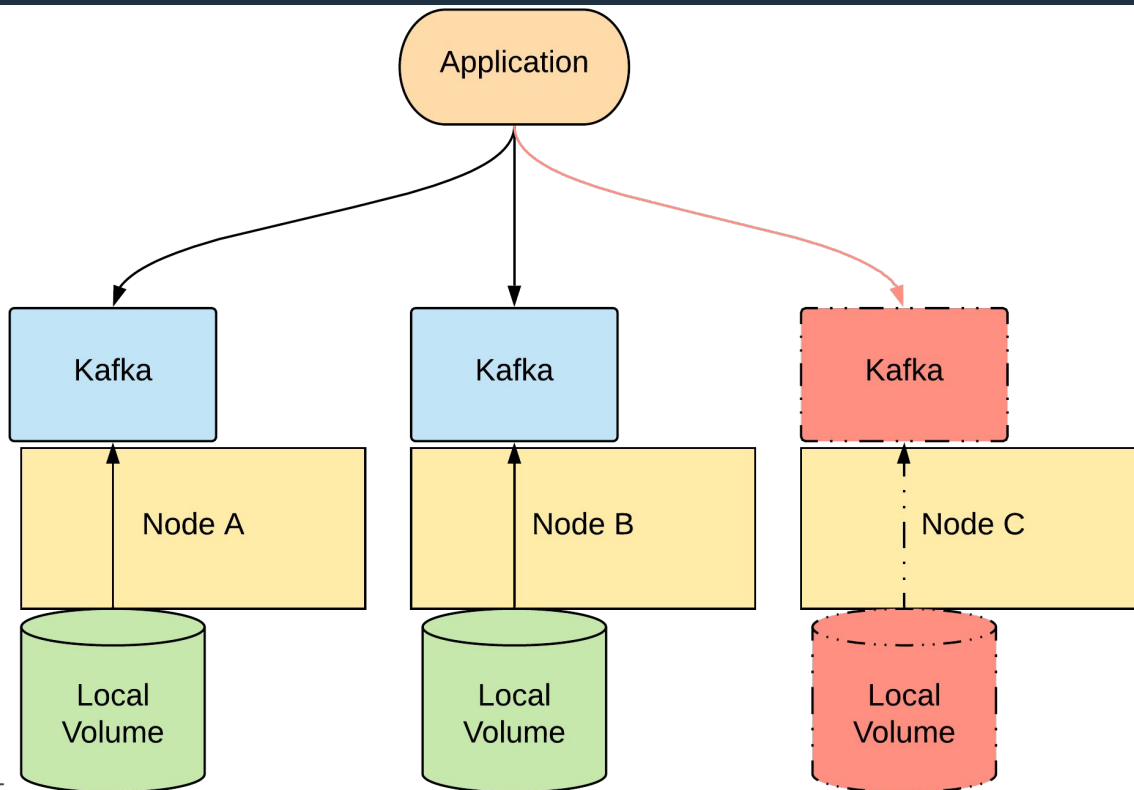 Application
Kafka
Kafka
Kafka
Node A
Node B
Node C
Local
Volume
Local
Volume
Local
Volume